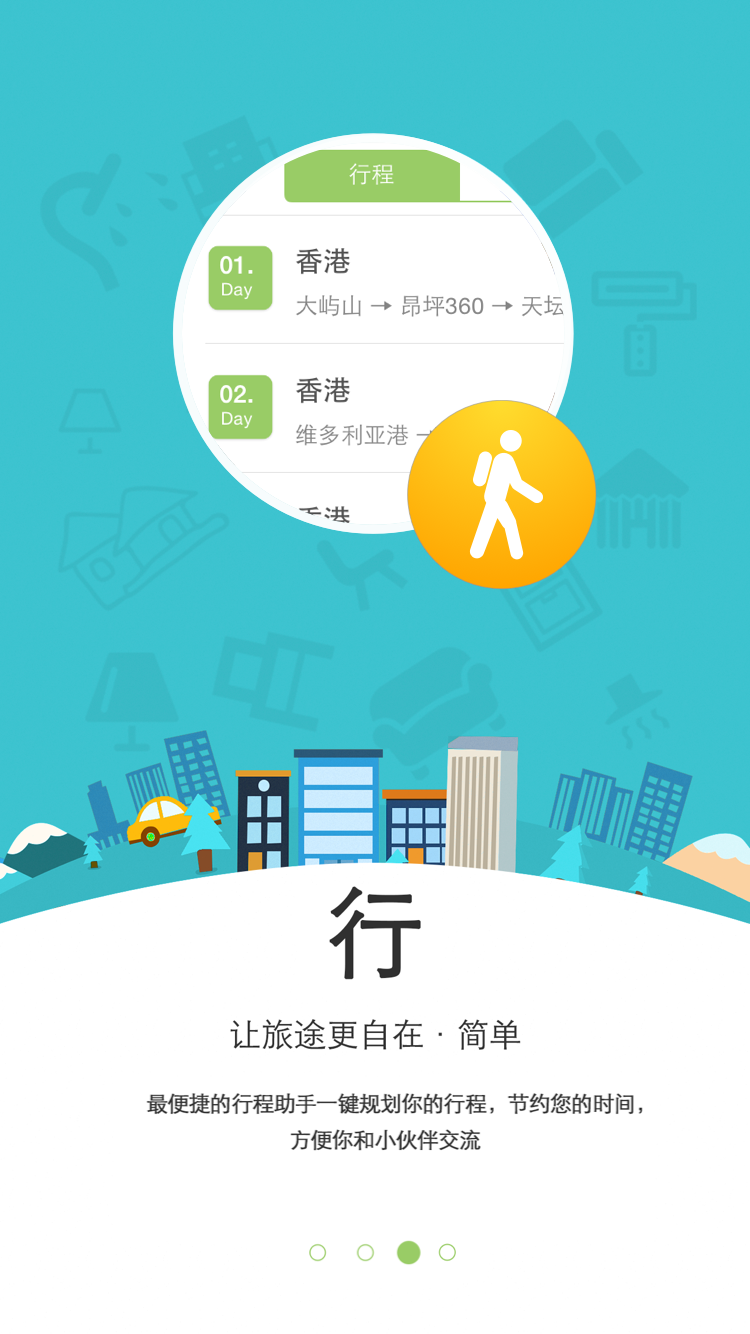 行程
01.
Day
香港
大屿山 → 昂坪360 → 天坛
02.
Day
香港
维多利亚港 →
香港
行
让旅途更自在 · 简单
最便捷的行程助手一键规划你的行程，节约您的时间，
方便你和小伙伴交流